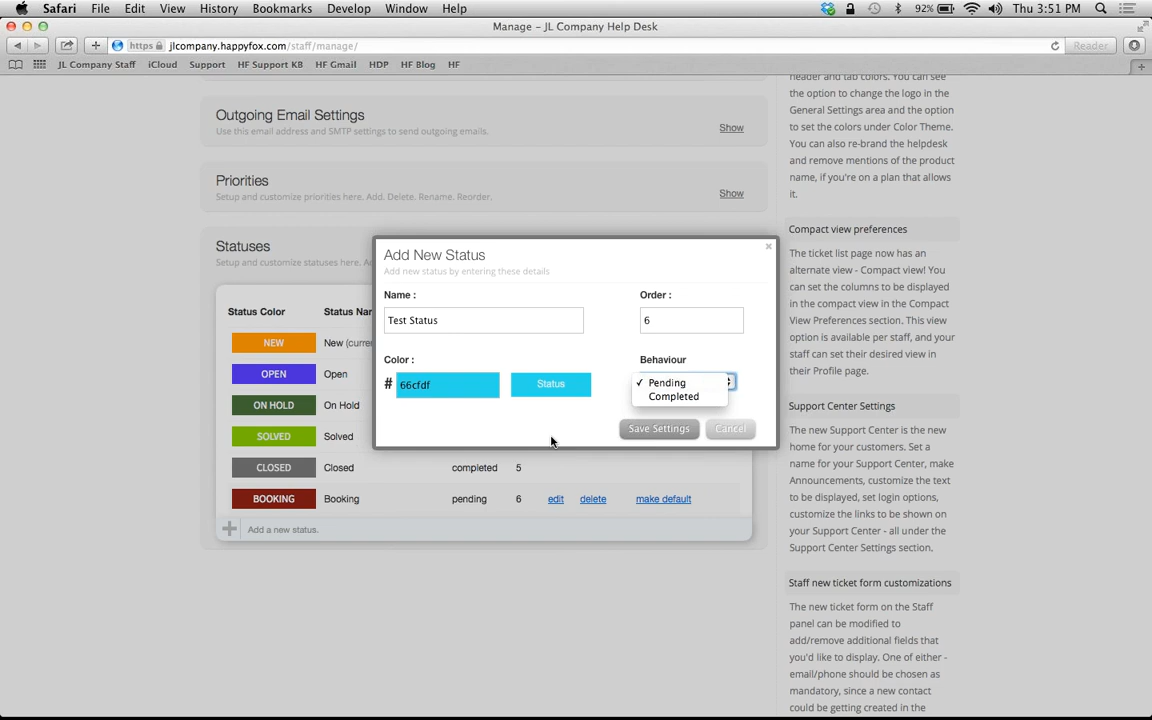 Safari File Edit View History Bookmarks Develop Window Help 92% Thu 3:51 PM
Manage – JL Company Help Desk
https jlcompany.happyfox.com/staff/manage/ Reader
JL Company Staff iCloud Support HF Support KB HF Gmail HDP HF Blog HF
Outgoing Email Settings
Use this email address and SMTP settings to send outgoing emails.
Show
Priorities
Setup and customize priorities here. Add. Delete. Rename. Reorder.
Show
Statuses
Setup and customize statuses here.
Status Color Status Nar
NEW New (curre
OPEN Open
ON HOLD On Hold
SOLVED Solved
CLOSED Closed completed 5
BOOKING Booking pending 6 edit delete make default
Add a new status.
Add New Status
Add new status by entering these details
Name : Order :
Test Status 6
Color : Behaviour
# 66cfdf Status
✓ Pending
Completed
Save Settings Cancel
header and tab colors. You can see
the option to change the logo in the
General Settings area and the option
to set the colors under Color Theme.
You can also re-brand the helpdesk
and remove mentions of the product
name, if you're on a plan that allows
it.
Compact view preferences
The ticket list page now has an
alternate view - Compact view! You
can set the columns to be displayed
in the compact view in the Compact
View Preferences section. This view
option is available per staff, and your
staff can set their desired view in
their Profile page.
Support Center Settings
The new Support Center is the new
home for your customers. Set a
name for your Support Center, make
Announcements, customize the text
to be displayed, set login options,
customize the links to be shown on
your Support Center - all under the
Support Center Settings section.
Staff new ticket form customizations
The new ticket form on the Staff
panel can be modified to
add/remove additional fields that
you'd like to display. One of either -
email/phone should be chosen as
mandatory, since a new contact
could be getting created in the